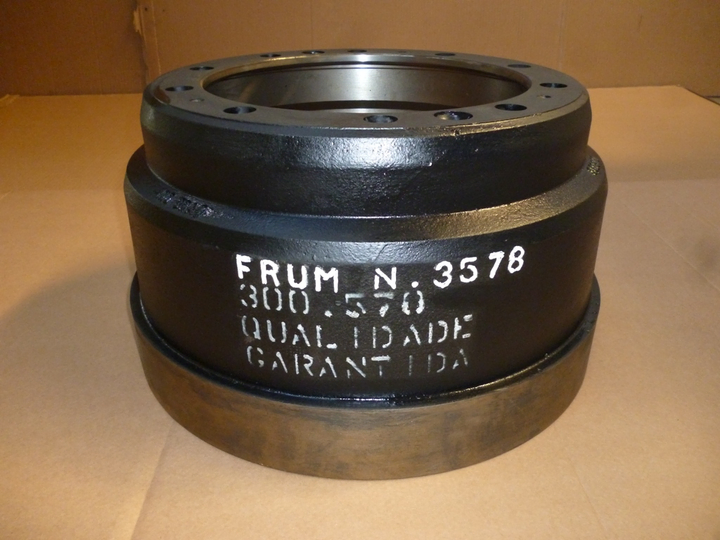 FRUM N. 3578
300.570
QUALIDADE
GARANTIDA